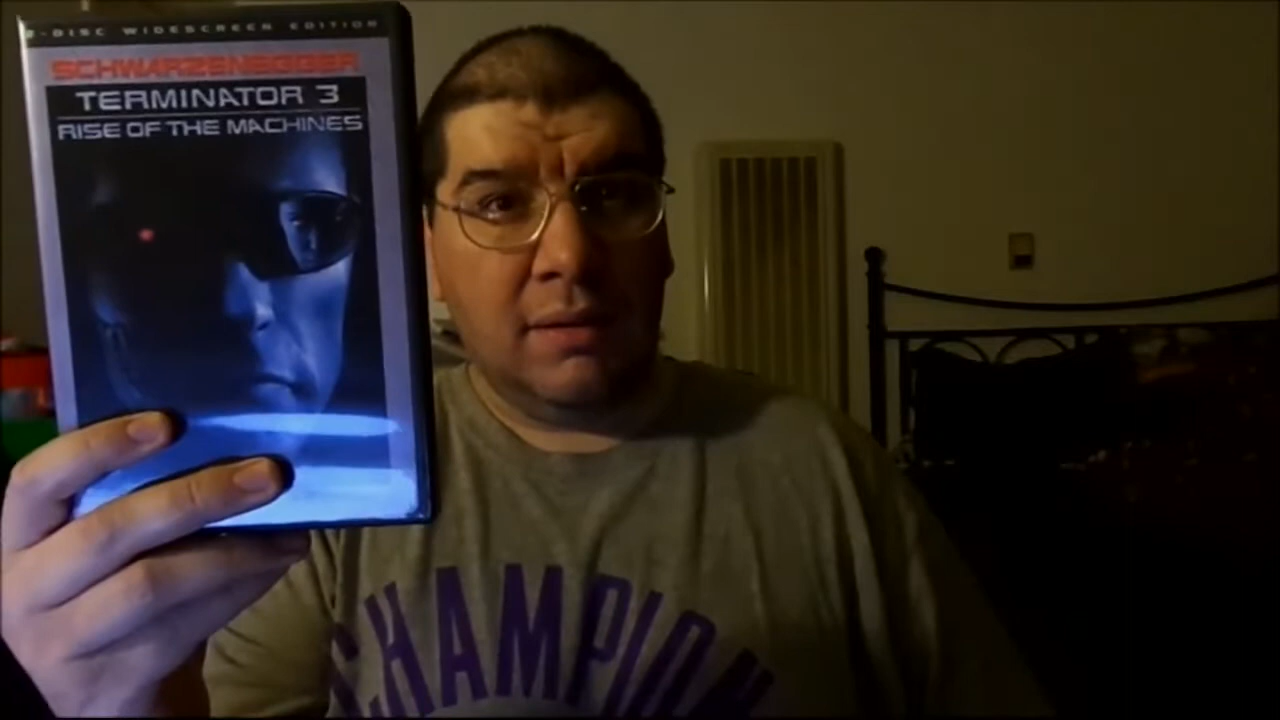 2-DISC WIDESCREEN EDITION
SCHWARZENEGGER
TERMINATOR 3
RISE OF THE MACHINES
CHAMPION